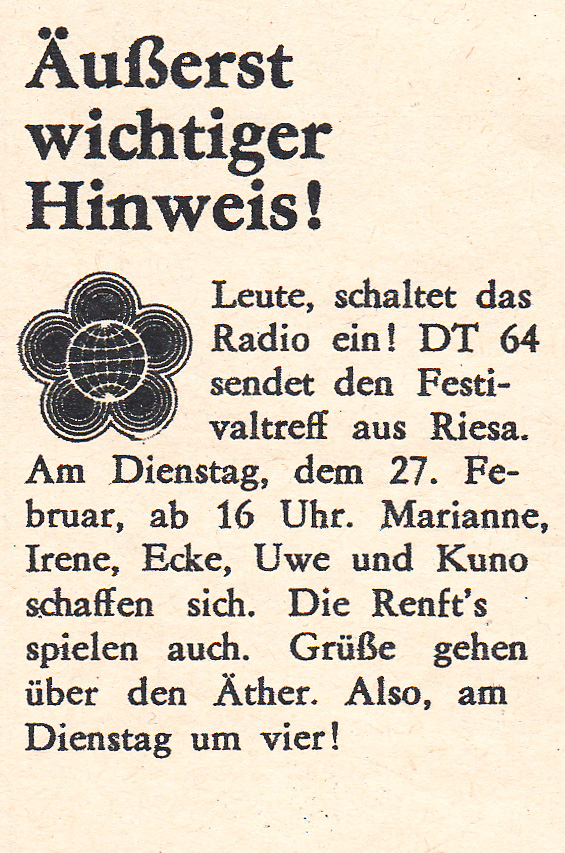 Äußerst
wichtiger
Hinweis!
Leute, schaltet das
Radio ein! DT 64
sendet den Festi-
valtreff aus Riesa.
Am Dienstag, dem 27. Fe-
bruar, ab 16 Uhr. Marianne,
Irene, Ecke, Uwe und Kuno
schaffen sich. Die Renft's
spielen auch. Grüße gehen
über den Äther. Also, am
Dienstag um vier!